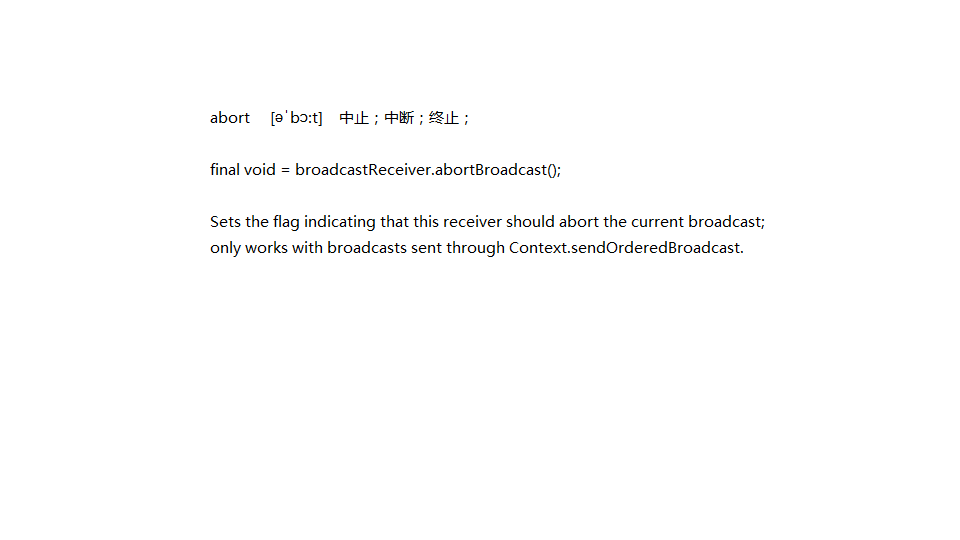 abort [əˈbɔ:t] 中止；中断；终止；
final void = broadcastReceiver.abortBroadcast();
Sets the flag indicating that this receiver should abort the current broadcast;
only works with broadcasts sent through Context.sendOrderedBroadcast.